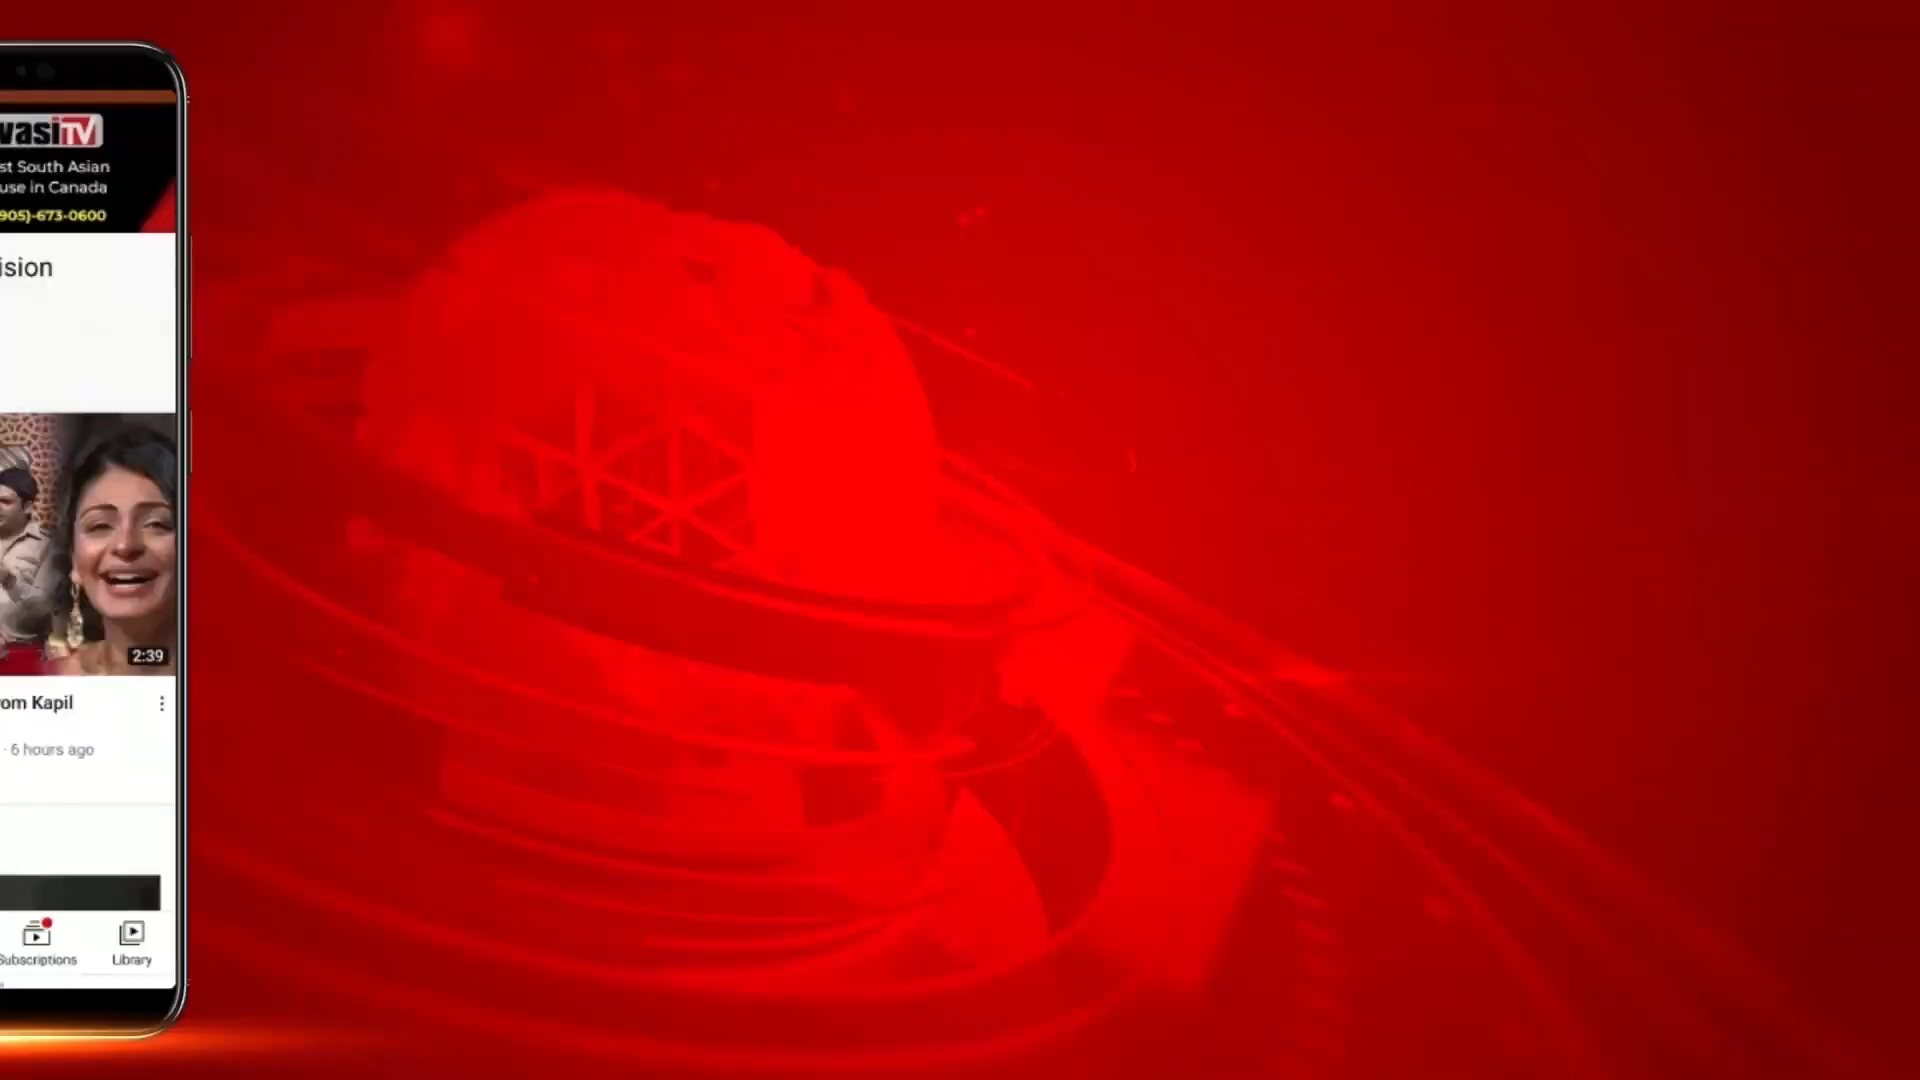 wasiTV
st South Asian
use in Canada
905)-673-0600
ision
2:39
om Kapil
· 6 hours ago
Subscriptions
Library